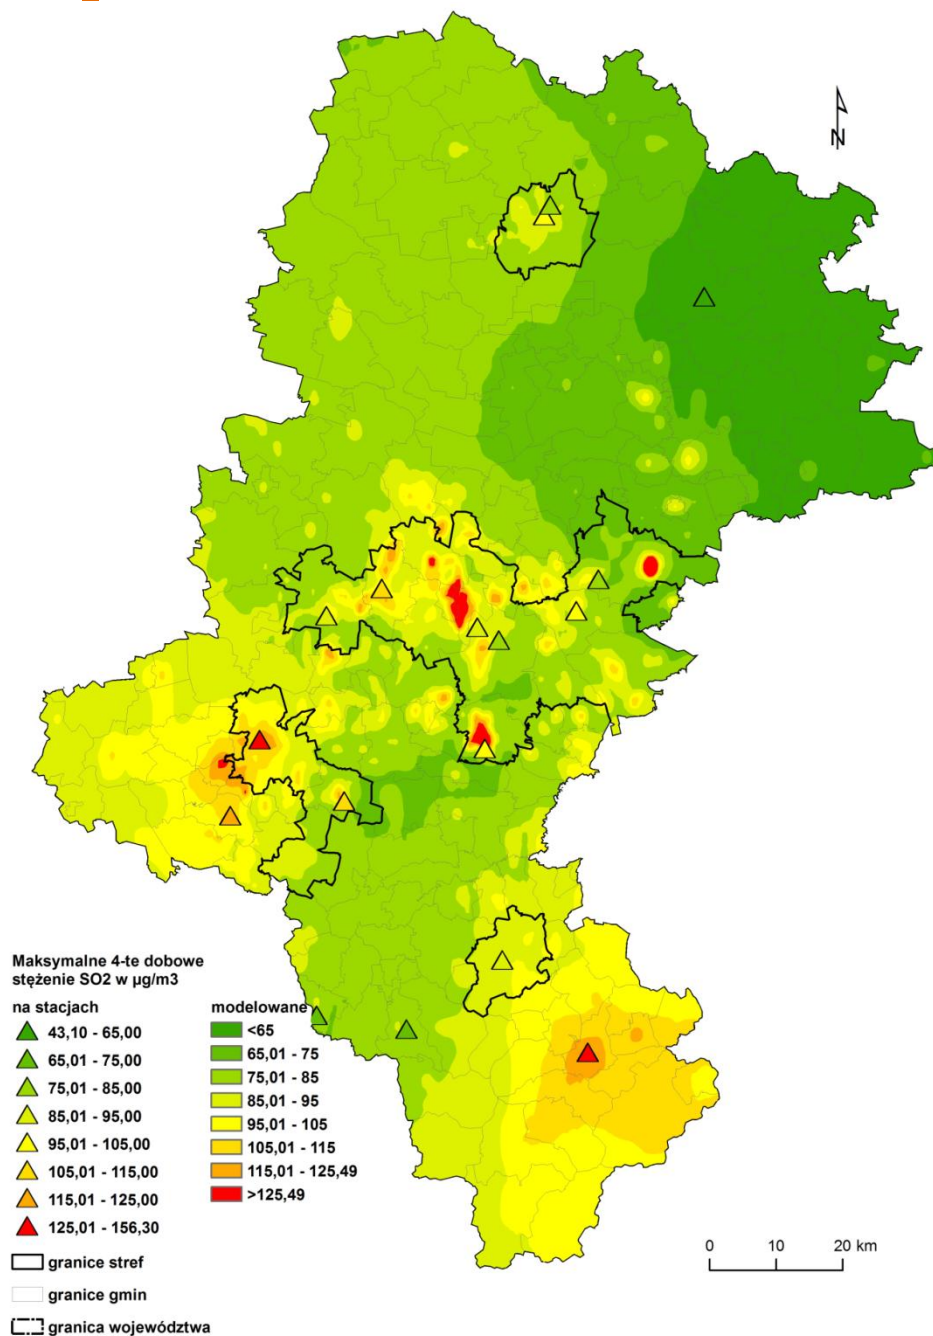 N
Maksymalne 4-te dobowe
stężenie SO2 w µg/m3
na stacjach
43,10 - 65,00
65,01 - 75,00
75,01 - 85,00
85,01 - 95,00
95,01 - 105,00
105,01 - 115,00
115,01 - 125,00
125,01 - 156,30
granice stref
granice gmin
granica województwa
modelowane
<65
65,01 - 75
75,01 - 85
85,01 - 95
95,01 - 105
105,01 - 115
115,01 - 125,49
>125,49
0 10 20 km